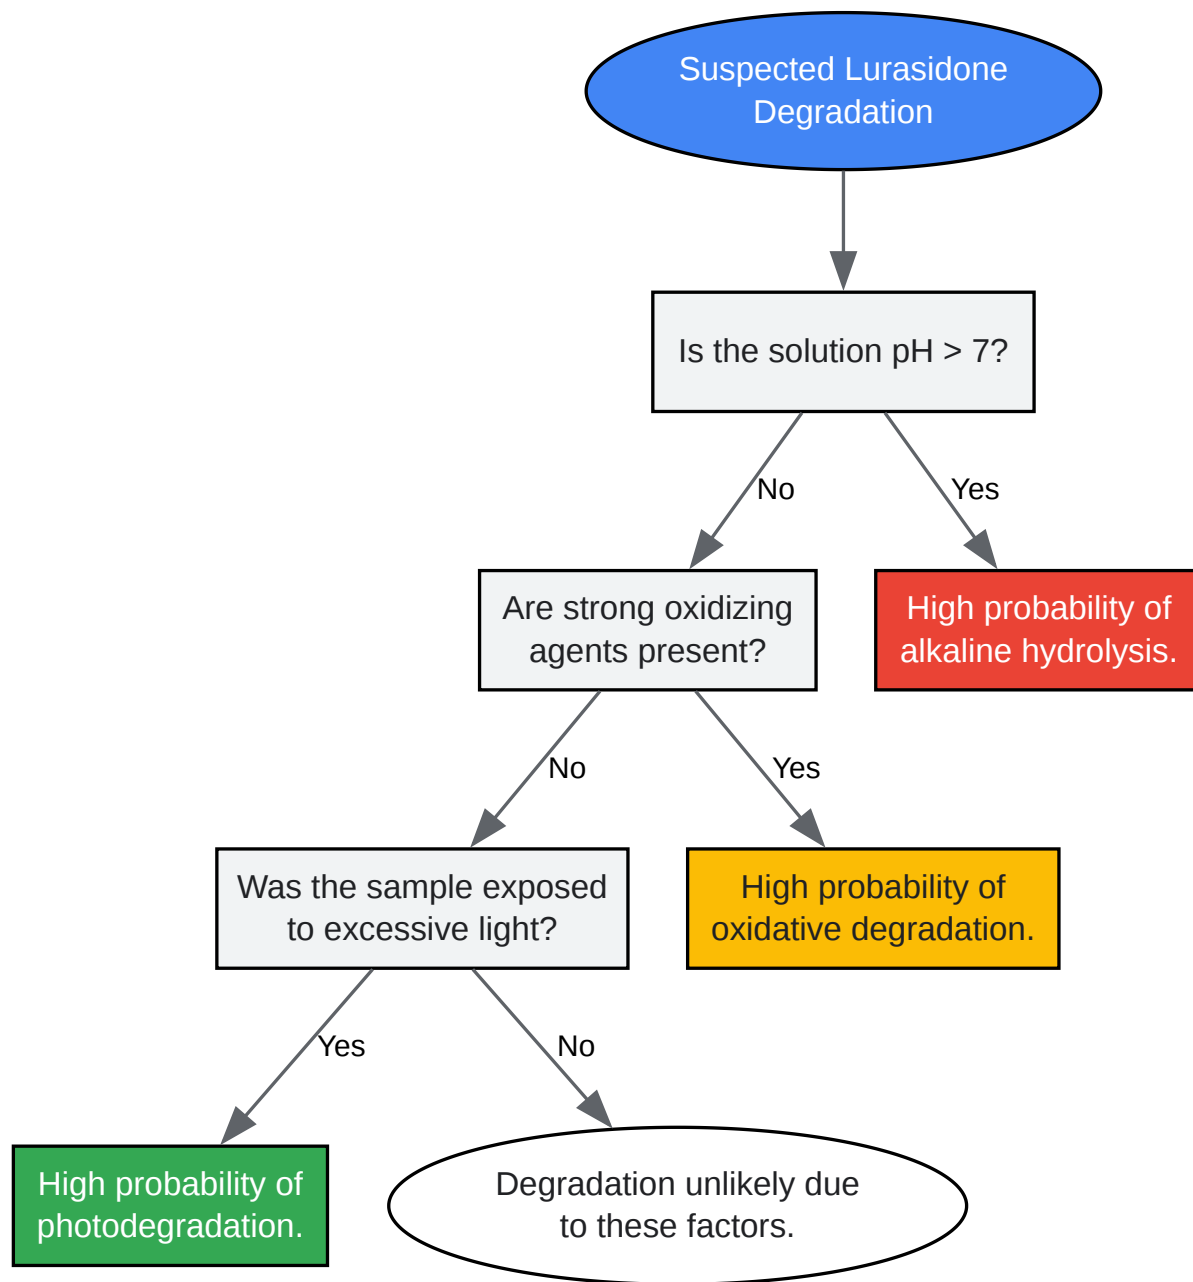 Suspected Lurasidone
Degradation
Is the solution pH > 7?
No
Yes
Are strong oxidizing
agents present?
High probability of
alkaline hydrolysis.
No
Yes
Was the sample exposed
to excessive light?
High probability of
oxidative degradation.
Yes
No
High probability of
photodegradation.
Degradation unlikely due
to these factors.